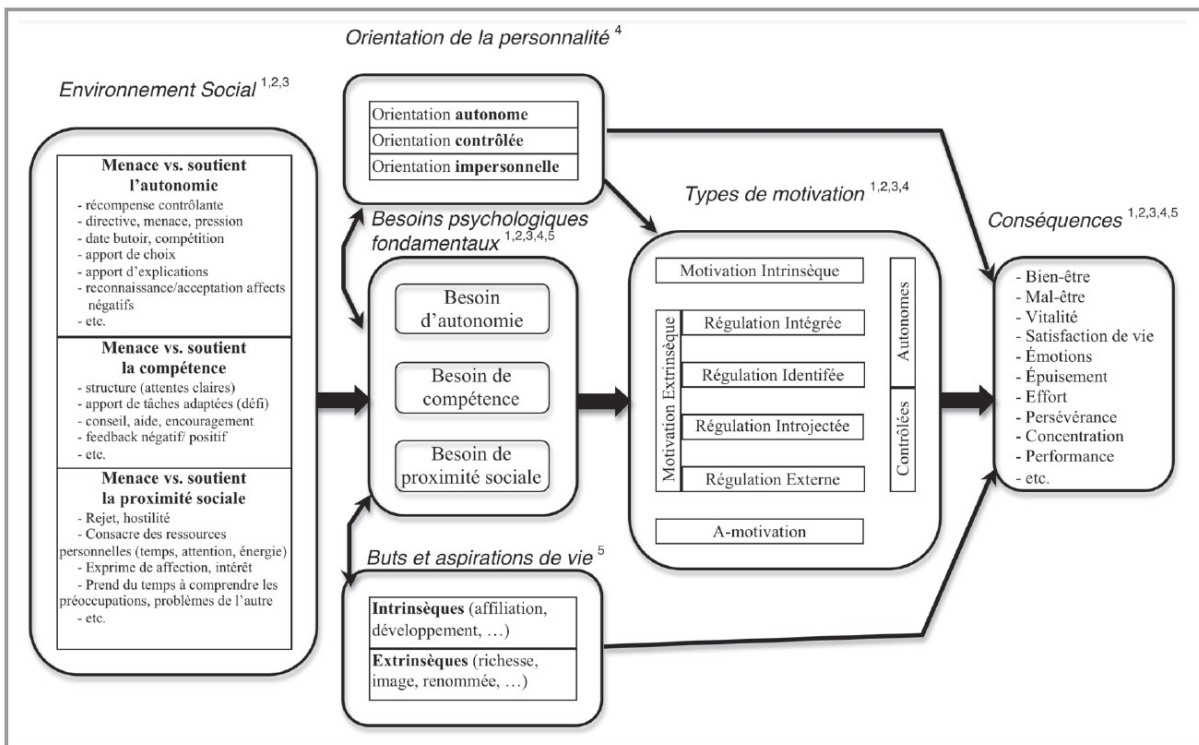 Orientation de la personnalité 4
Environnement Social 1,2,3
Orientation autonome
Orientation contrôlée
Orientation impersonnelle
Menace vs. soutient
l'autonomie
- récompense contrôlante
- directive, menace, pression
- date butoir, compétition
- apport de choix
- apport d'explications
- reconnaissance/acceptation affects
négatifs
- etc.
Menace vs. soutient
la compétence
- structure (attentes claires)
- apport de tâches adaptées (défi)
- conseil, aide, encouragement
- feedback négatif/ positif
- etc.
Menace vs. soutient
la proximité sociale
- Rejet, hostilité
- Consacre des ressources
personnelles (temps, attention, énergie)
- Exprime de affection, intérêt
- Prend du temps à comprendre les
préoccupations, problèmes de l'autre
- etc.
Besoins psychologiques
fondamentaux 1,2,3,4,5
Besoin
d'autonomie
Besoin de
compétence
Besoin de
proximité sociale
Buts et aspirations de vie 5
Intrinsèques (affiliation,
développement, …)
Extrinsèques (richesse,
image, renommée, …)
Types de motivation 1,2,3,4
Motivation Intrinsèque
Motivation Extrinsèque
Régulation Intégrée
Régulation Identifée
Régulation Introjectée
Régulation Externe
A-motivation
Autonomes
Contrôlées
Conséquences 1,2,3,4,5
- Bien-être
- Mal-être
- Vitalité
- Satisfaction de vie
- Émotions
- Épuisement
- Effort
- Persévérance
- Concentration
- Performance
- etc.